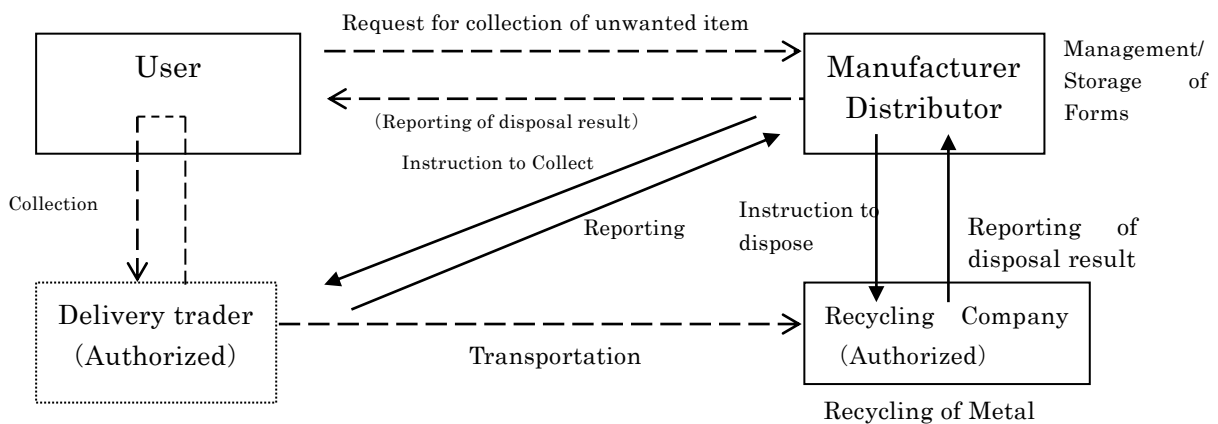 Request for collection of unwanted item
User
Manufacturer
Distributor
Management/
Storage of
Forms
(Reporting of disposal result)
Instruction to Collect
Collection
Reporting
Instruction to
dispose
Reporting of
disposal result
Delivery trader
(Authorized)
Transportation
Recycling Company
(Authorized)
Recycling of Metal